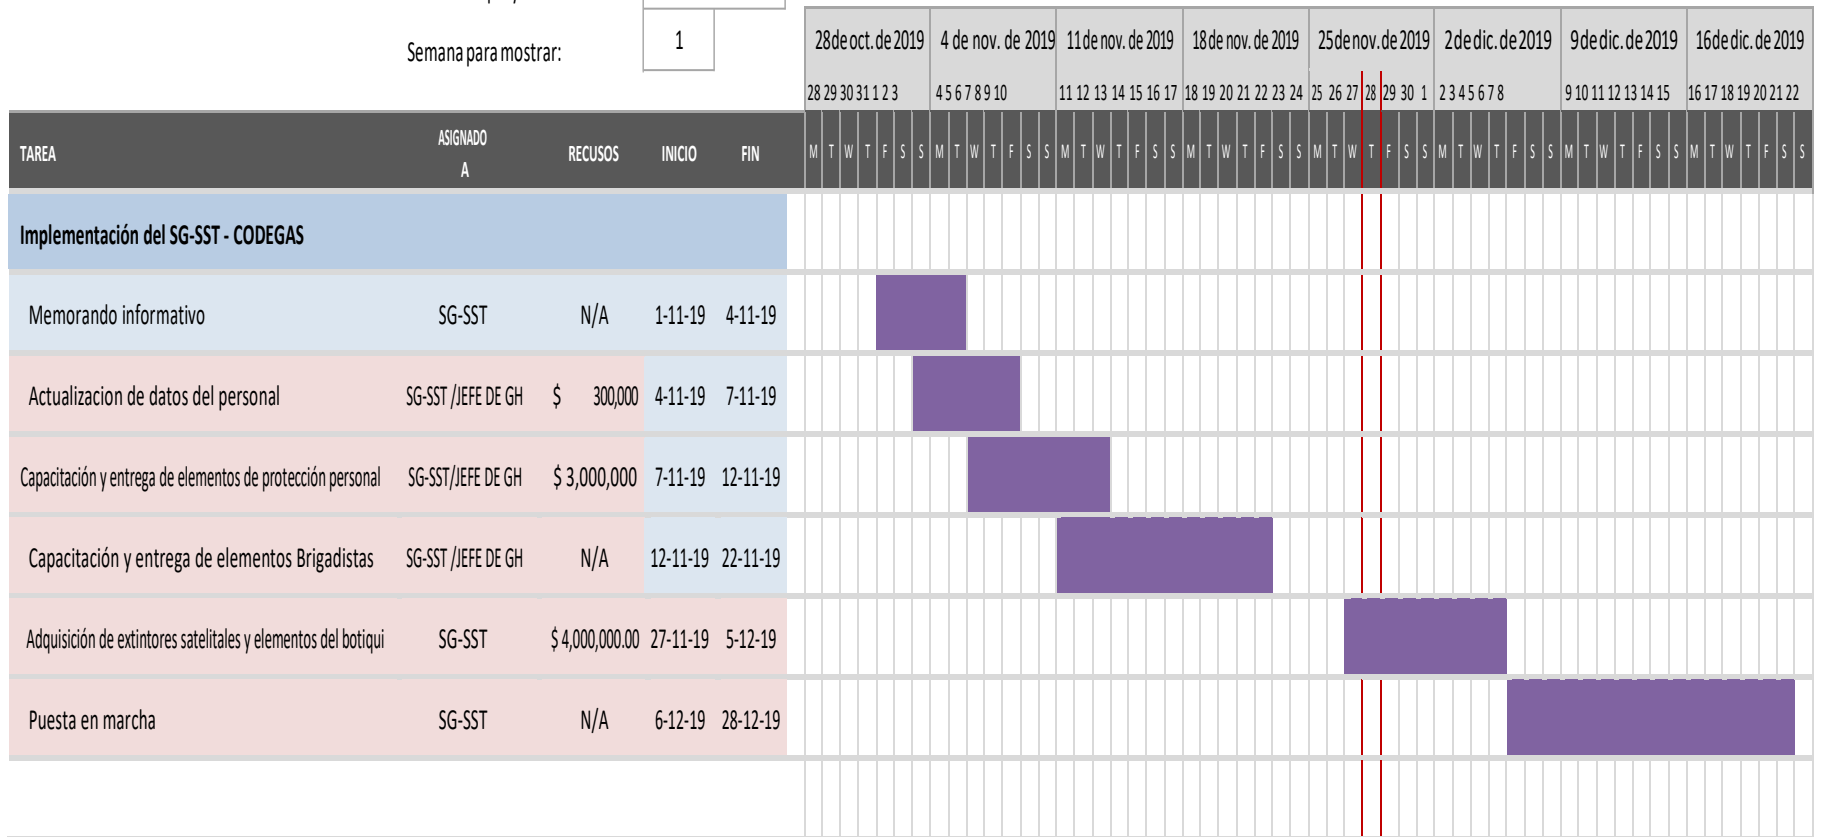 Semana para mostrar: 1
28 de oct. de 2019 4 de nov. de 2019 11 de nov. de 2019 18 de nov. de 2019 25 de nov. de 2019 2 de dic. de 2019 9 de dic. de 2019 16 de dic. de 2019
28 29 30 31 1 2 3 4 5 6 7 8 9 10 11 12 13 14 15 16 17 18 19 20 21 22 23 24 25 26 27 28 29 30 1 2 3 4 5 6 7 8 9 10 11 12 13 14 15 16 17 18 19 20 21 22
TAREA ASIGNADO A RECUSOS INICIO FIN M T W T F S S M T W T F S S M T W T F S S M T W T F S S M T W T F S S M T W T F S S M T W T F S S M T W T F S S
Implementación del SG-SST - CODEGAS
Memorando informativo SG-SST N/A 1-11-19 4-11-19
Actualizacion de datos del personal SG-SST /JEFE DE GH $ 300,000 4-11-19 7-11-19
Capacitación y entrega de elementos de protección personal SG-SST/JEFE DE GH $ 3,000,000 7-11-19 12-11-19
Capacitación y entrega de elementos Brigadistas SG-SST /JEFE DE GH N/A 12-11-19 22-11-19
Adquisición de extintores satelitales y elementos del botiqui SG-SST $ 4,000,000.00 27-11-19 5-12-19
Puesta en marcha SG-SST N/A 6-12-19 28-12-19